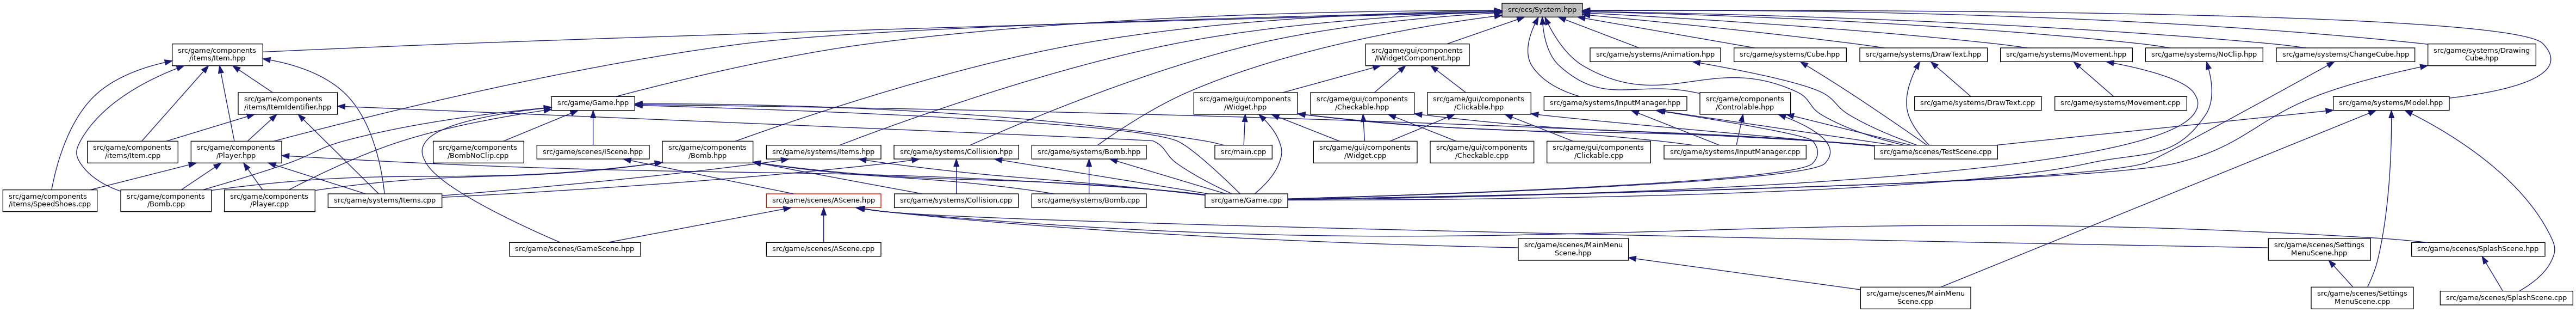 src/ecs/System.hpp
src/game/components
/items/Item.hpp
src/game/gui/components
/IWidgetComponent.hpp
src/game/systems/Animation.hpp
src/game/systems/Cube.hpp
src/game/systems/DrawText.hpp
src/game/systems/Movement.hpp
src/game/systems/NoClip.hpp
src/game/systems/ChangeCube.hpp
src/game/systems/Drawing
Cube.hpp
src/game/components
/items/ItemIdentifier.hpp
src/game/Game.hpp
src/game/gui/components
/Widget.hpp
src/game/gui/components
/Checkable.hpp
src/game/gui/components
/Clickable.hpp
src/game/systems/InputManager.hpp
src/game/components
/Controlable.hpp
src/game/systems/DrawText.cpp
src/game/systems/Movement.cpp
src/game/systems/Model.hpp
src/game/components
/items/Item.cpp
src/game/components
/Player.hpp
src/game/components
/BombNoClip.cpp
src/game/scenes/IScene.hpp
src/game/components
/Bomb.hpp
src/game/systems/Items.hpp
src/game/systems/Collision.hpp
src/game/systems/Bomb.hpp
src/main.cpp
src/game/gui/components
/Widget.cpp
src/game/gui/components
/Checkable.cpp
src/game/gui/components
/Clickable.cpp
src/game/systems/InputManager.cpp
src/game/scenes/TestScene.cpp
src/game/components
/items/SpeedShoes.cpp
src/game/components
/Bomb.cpp
src/game/components
/Player.cpp
src/game/systems/Items.cpp
src/game/scenes/AScene.hpp
src/game/systems/Collision.cpp
src/game/systems/Bomb.cpp
src/game/Game.cpp
src/game/scenes/GameScene.hpp
src/game/scenes/AScene.cpp
src/game/scenes/MainMenu
Scene.hpp
src/game/scenes/Settings
MenuScene.hpp
src/game/scenes/SplashScene.hpp
src/game/scenes/MainMenu
Scene.cpp
src/game/scenes/Settings
MenuScene.cpp
src/game/scenes/SplashScene.cpp